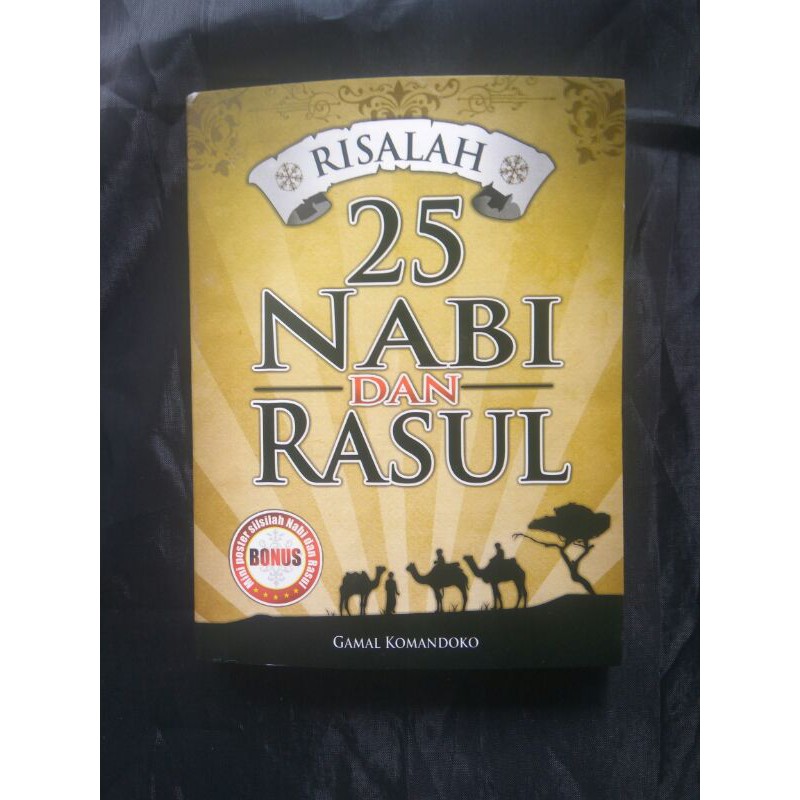 RISALAH
25
NABI
DAN
RASUL
Mini poster silsilah Nabi dan Rasul
BONUS
GAMAL KOMANDOKO